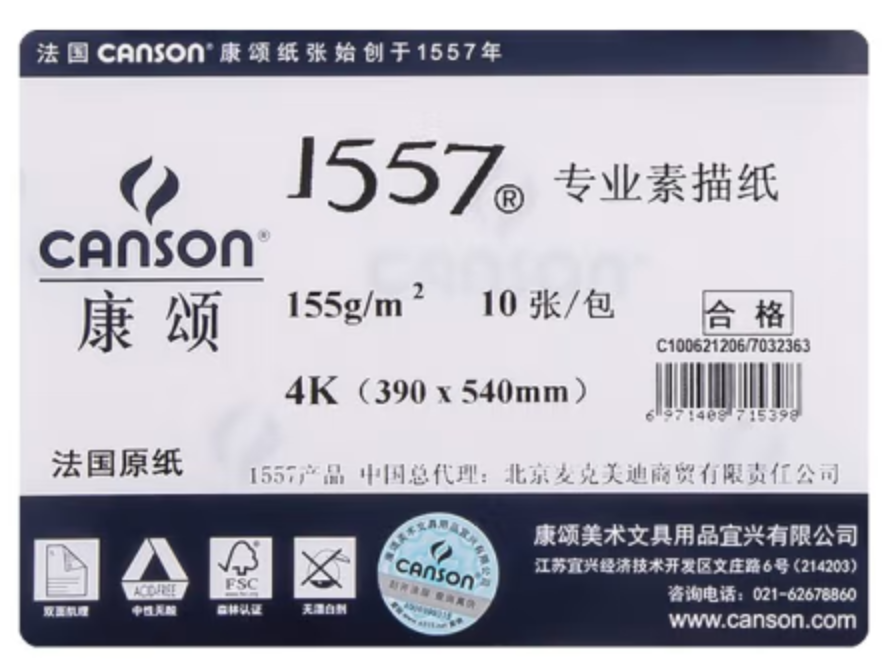 法国 CANSON® 康颂纸张始创于1557年
1557® 专业素描纸
CANSON®
康颂
155g/m² 10 张/包
4K（390 x 540mm）
合格
C100621206/7032363
6 971408 715398
法国原纸
1557产品 中国总代理：北京麦克美迪商贸有限责任公司
ACID-FREE
FSC
双面肌理
中性无酸
森林认证
无漂白剂
CANSON
康颂美术文具用品宜兴有限公司
江苏宜兴经济技术开发区文庄路6号(214203)
咨询电话：021-62678860
www.canson.com